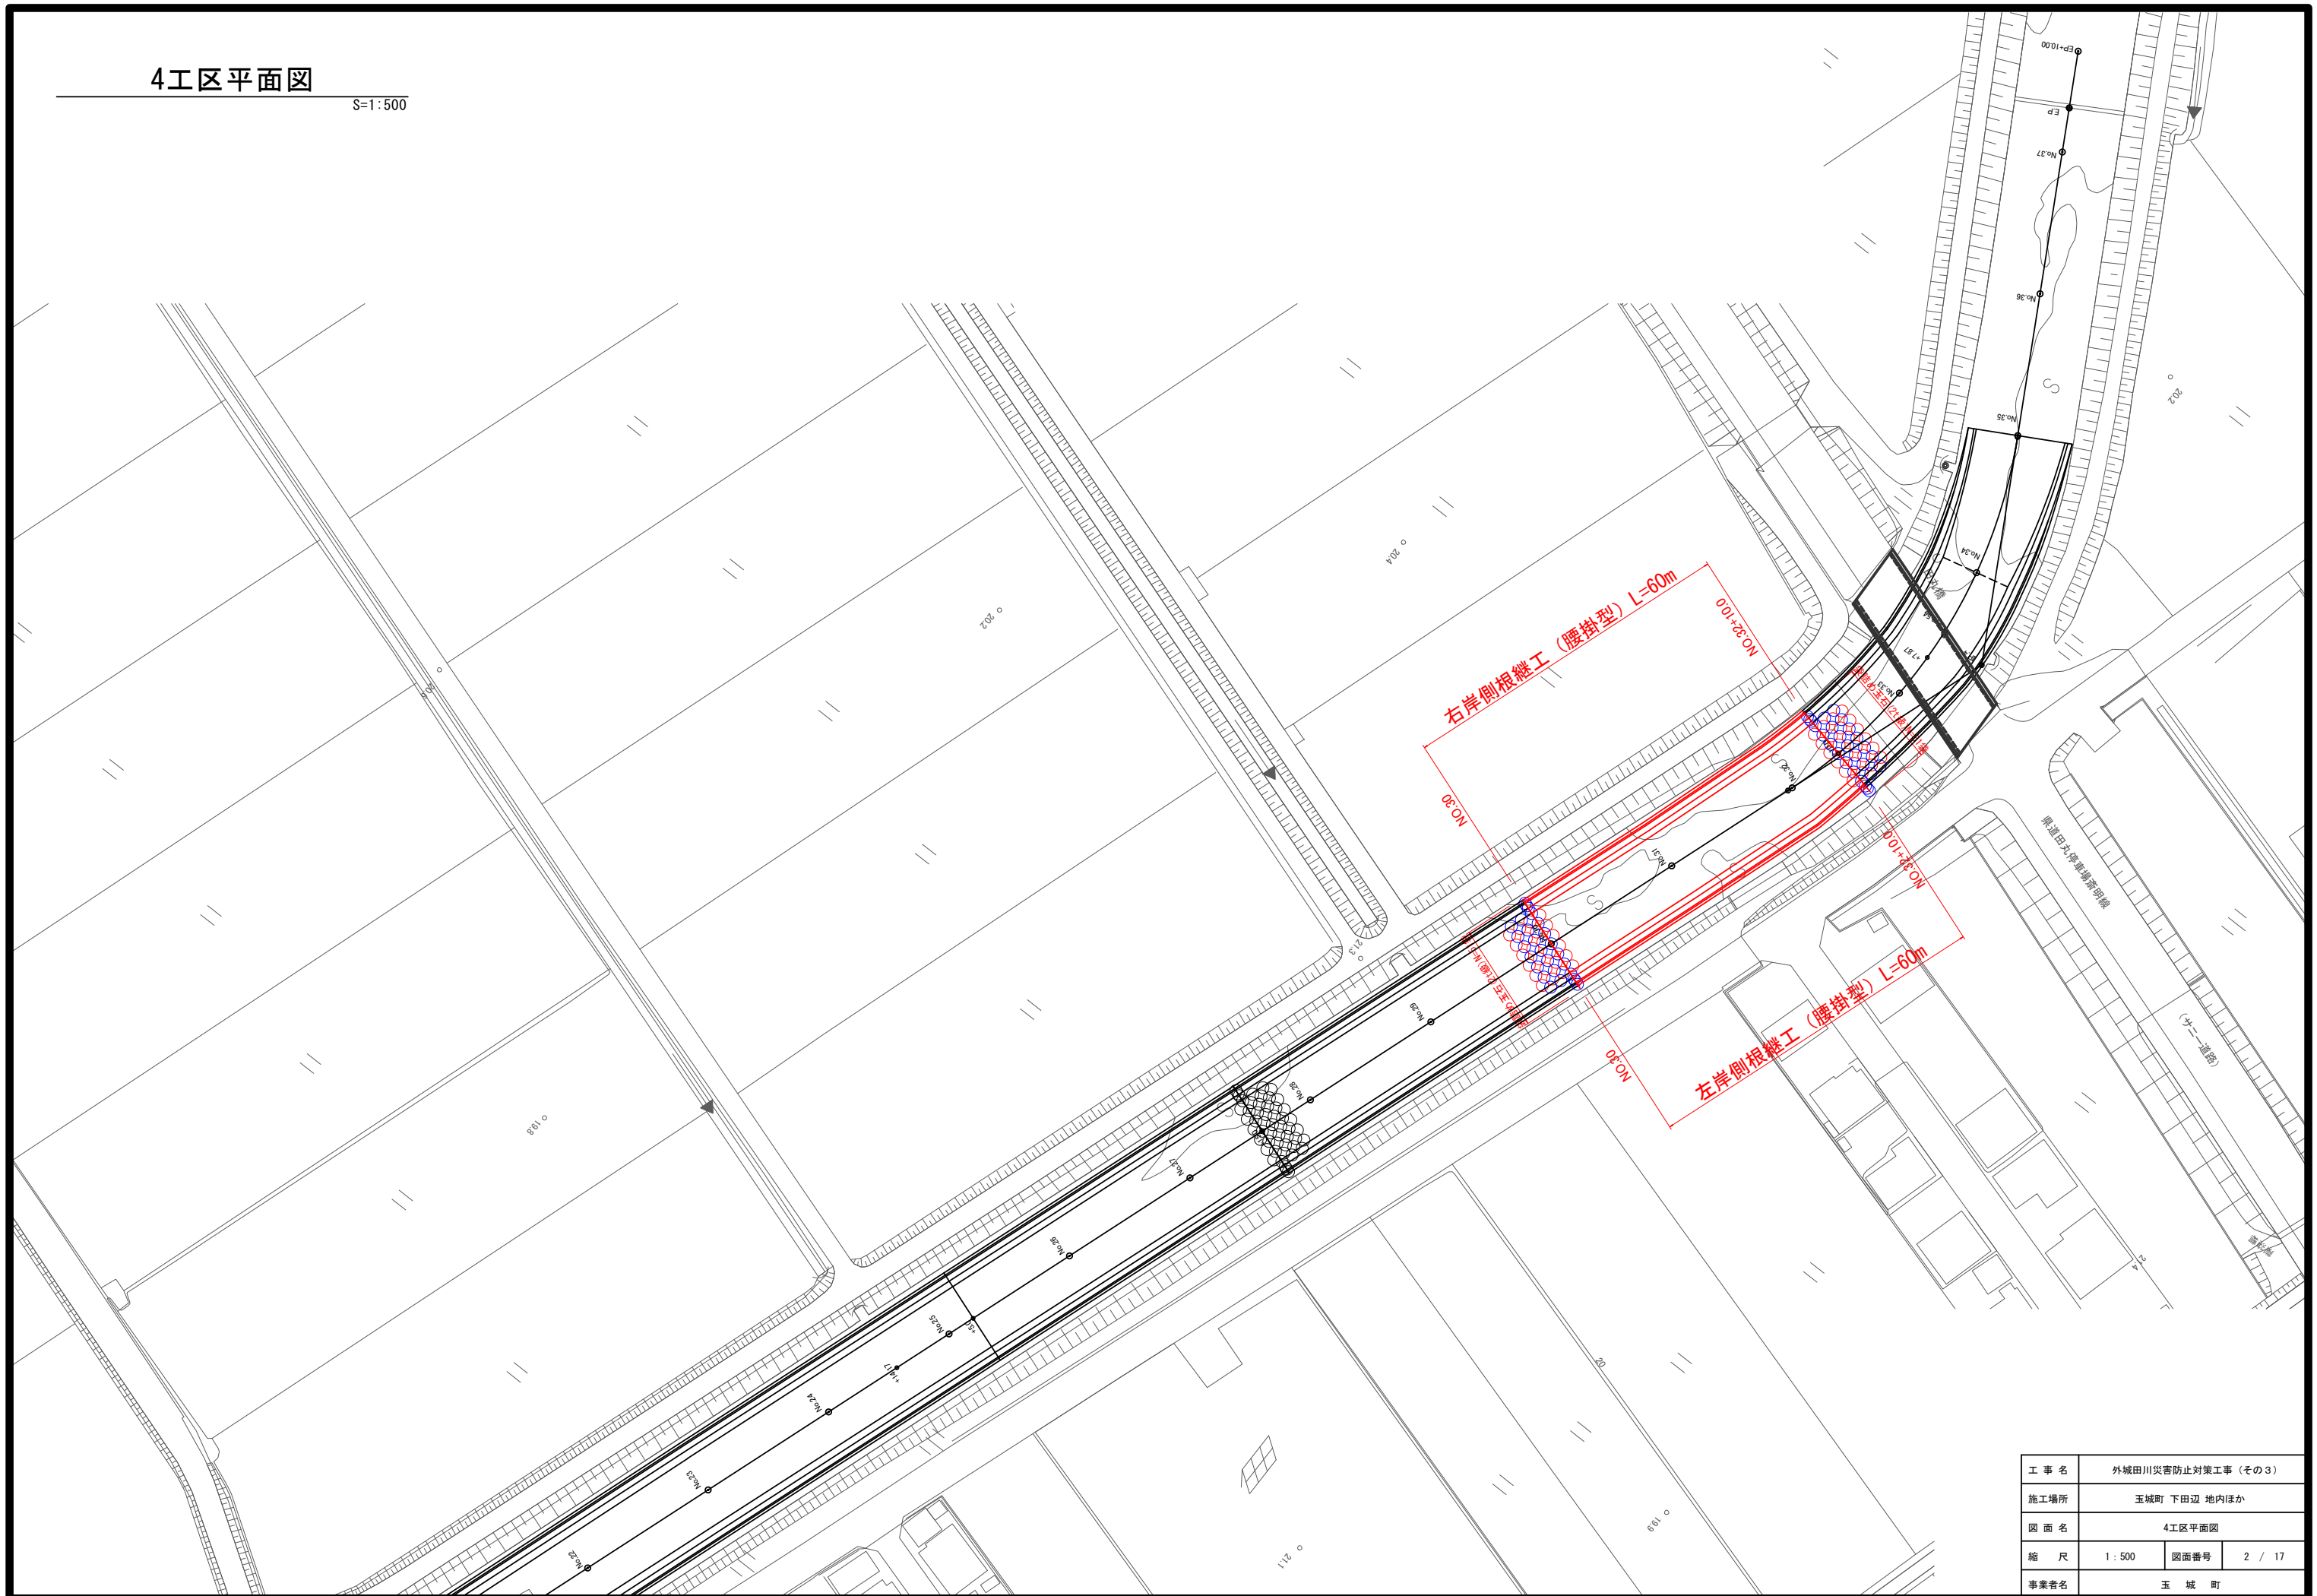 4工区平面図
S=1:500
EP+10.00
E.P
No.37
No.36
No.35
No.34
No.33
+7.87
No.32
No.31
No.29
No.28
No.27
No.26
No.25
+5.0
No.24
No.23
No.22
右岸側根継工（腰掛型）L=60m
NO.30
NO.32+10.0
左岸側根継工（腰掛型）L=60m
NO.30
NO.32+10.0
20.2
20.4
20.2
21.3
19.8
20
19.9
21.1
21.4
県道田丸停車場斎明線
（サニー道路）
工 事 名 外城田川災害防止対策工事（その３）
施工場所 玉城町 下田辺 地内ほか
図 面 名 4工区平面図
縮 尺 1：500 図面番号 2 / 17
事業者名 玉 城 町